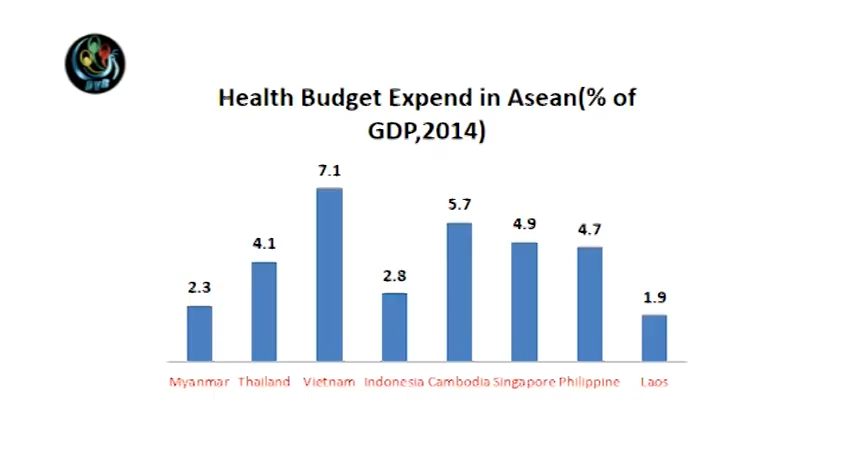 DVB
Health Budget Expend in Asean(% of
GDP,2014)
7.1
5.7
4.9
4.7
4.1
2.8
2.3
1.9
Myanmar Thailand Vietnam Indonesia Cambodia Singapore Philippine Laos